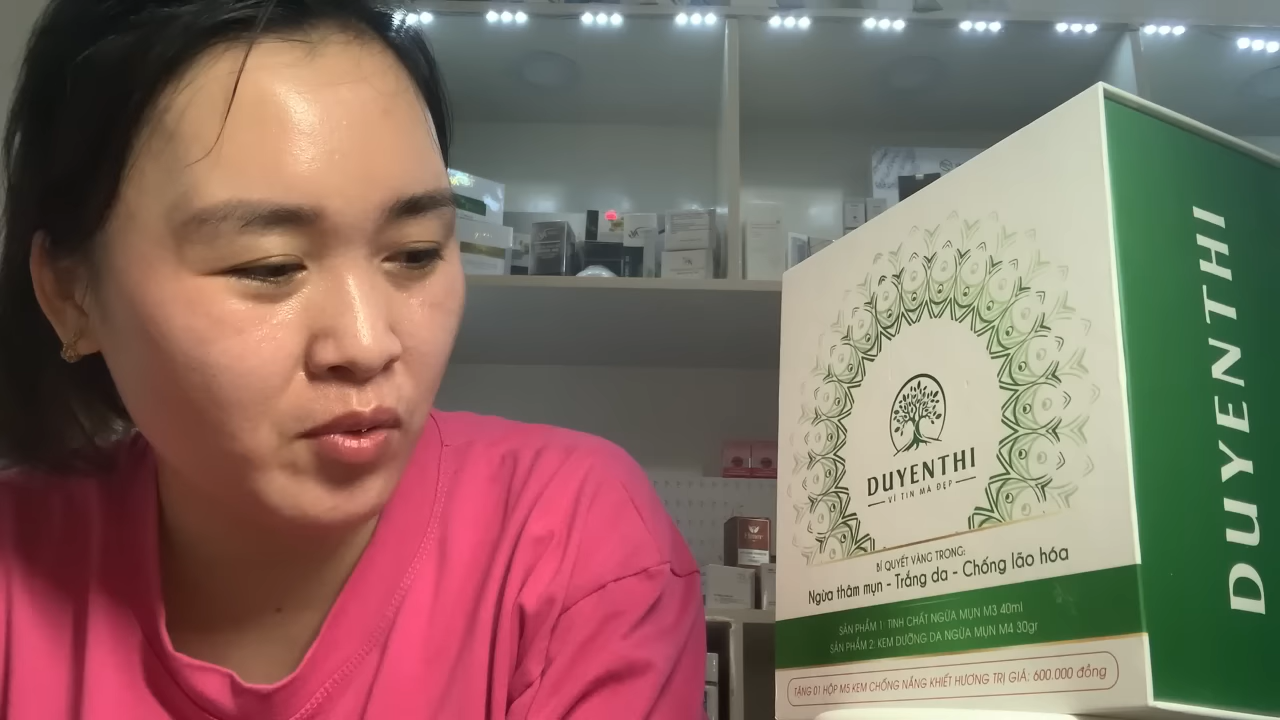 DUYENTHI
VÌ TIN MÀ ĐẸP
BÍ QUYẾT VÀNG TRONG:
Ngừa thâm mụn - Trắng da - Chống lão hóa
SẢN PHẨM 1: TINH CHẤT NGỪA MỤN M3 40ml
SẢN PHẨM 2: KEM DƯỠNG DA NGỪA MỤN M4 30gr
TẶNG 01 HỘP M5 KEM CHỐNG NẮNG KHIẾT HƯƠNG TRỊ GIÁ: 600.000 đồng
DUYENTHI